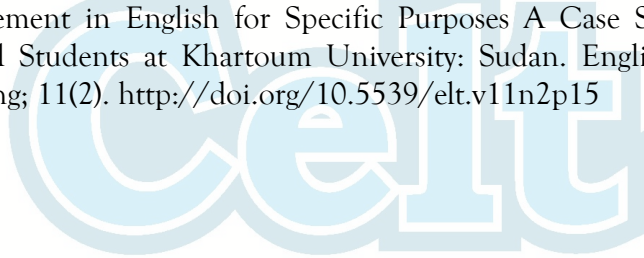 ement in English for Specific Purposes A Case S
l Students at Khartoum University: Sudan. Engli
ng; 11(2). http://doi.org/10.5539/elt.v11n2p15
Celt